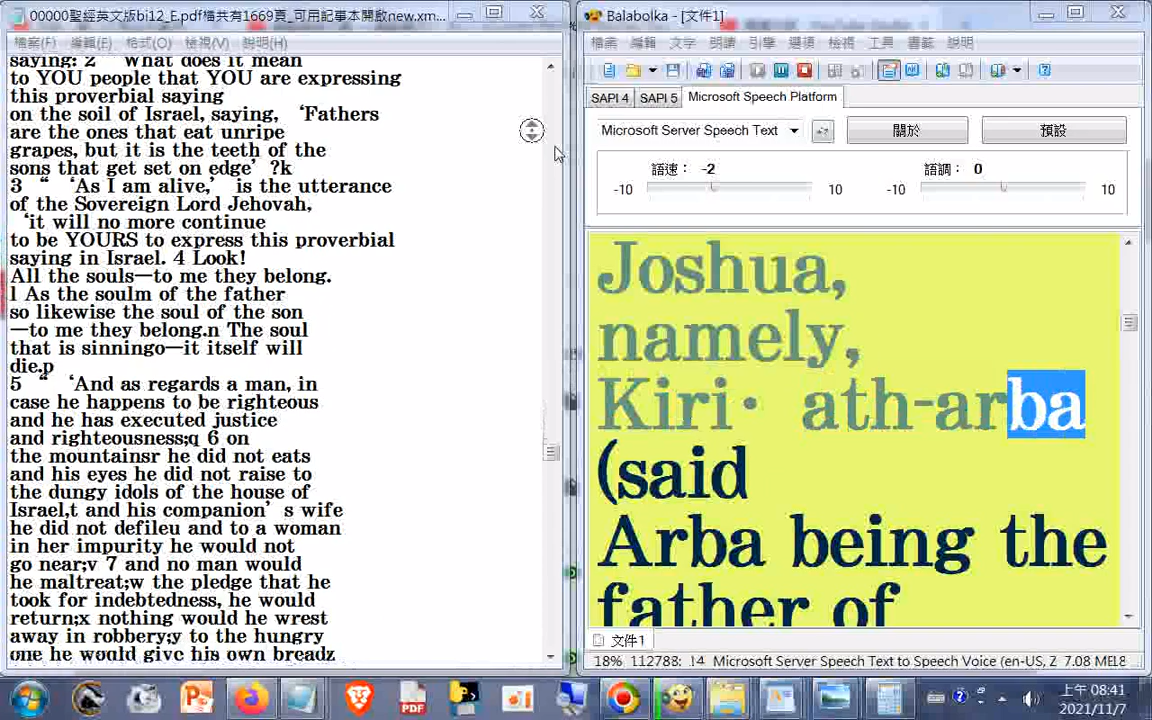 00000聖經英文版bi12_E.pdf檔共有1669頁_可用記事本開啟new.xm...
檔案(F) 編輯(E) 格式(O) 檢視(V) 說明(H)
saying: 2 “ What does it mean
to YOU people that YOU are expressing
this proverbial saying
on the soil of Israel, saying, ‘Fathers
are the ones that eat unripe
grapes, but it is the teeth of the
sons that get set on edge’ ?k
3 “ ‘As I am alive,’ is the utterance
of the Sovereign Lord Jehovah,
‘it will no more continue
to be YOURS to express this proverbial
saying in Israel. 4 Look!
All the souls—to me they belong.
l As the soulm of the father
so likewise the soul of the son
—to me they belong.n The soul
that is sinningo—it itself will
die.p
5 “ ‘And as regards a man, in
case he happens to be righteous
and he has executed justice
and righteousness;q 6 on
the mountainsr he did not eats
and his eyes he did not raise to
the dungy idols of the house of
Israel,t and his companion’ s wife
he did not defileu and to a woman
in her impurity he would not
go near;v 7 and no man would
he maltreat;w the pledge that he
took for indebtedness, he would
return;x nothing would he wrest
away in robbery;y to the hungry
one he would give his own breadz
Balabolka - [文件1]
檔案 編輯 文字 朗讀 引擎 選項 檢視 工具 書籤 說明
SAPI 4 SAPI 5 Microsoft Speech Platform
Microsoft Server Speech Text 關於 預設
語速： -2 語調： 0
-10 10 -10 10
Joshua,
namely,
Kiri· ath-arba
(said
Arba being the
father of
文件1
18% 112783: 14 Microsoft Server Speech Text to Speech Voice (en-US, Z 7.08 MEL8
PDF
上午 08:41
2021/11/7